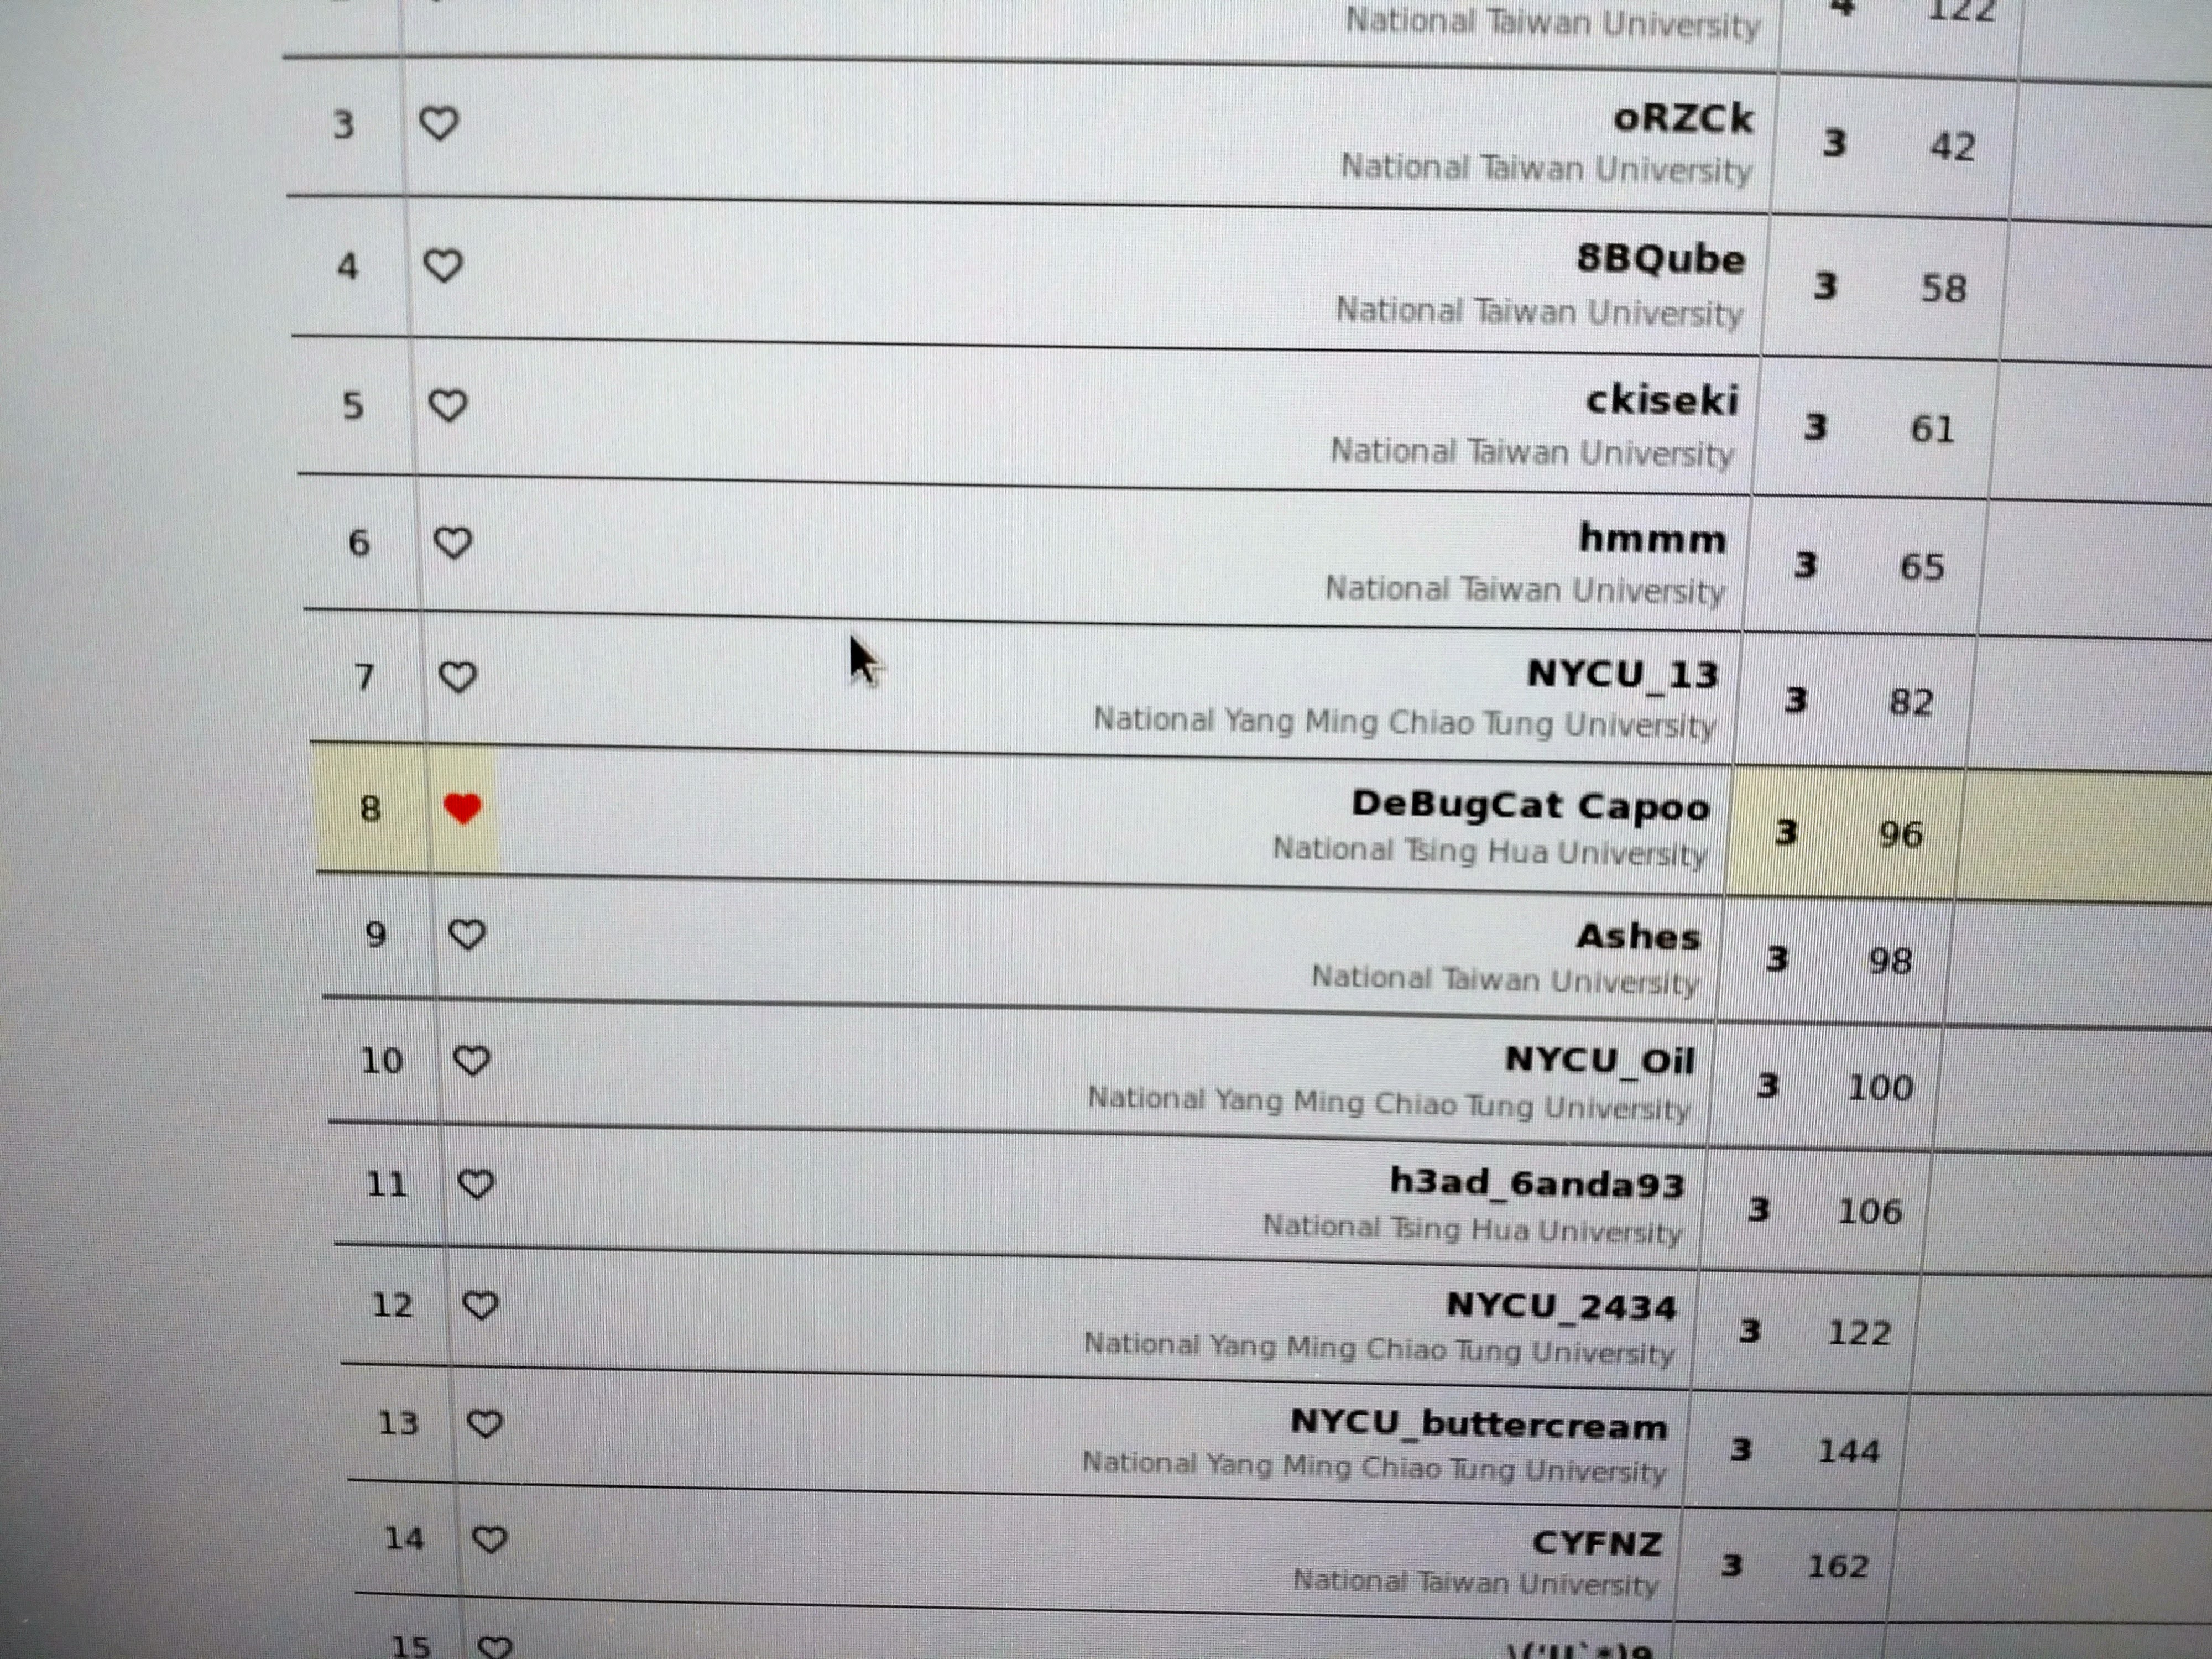 National Taiwan University 4 122
3 oRZCk 3 42
National Taiwan University
4 8BQube 3 58
National Taiwan University
5 ckiseki 3 61
National Taiwan University
6 hmmm 3 65
National Taiwan University
7 NYCU_13 3 82
National Yang Ming Chiao Tung University
8 DeBugCat Capoo 3 96
National Tsing Hua University
9 Ashes 3 98
National Taiwan University
10 NYCU_Oil 3 100
National Yang Ming Chiao Tung University
11 h3ad_6anda93 3 106
National Tsing Hua University
12 NYCU_2434 3 122
National Yang Ming Chiao Tung University
13 NYCU_buttercream 3 144
National Yang Ming Chiao Tung University
14 CYFNZ 3 162
National Taiwan University
15